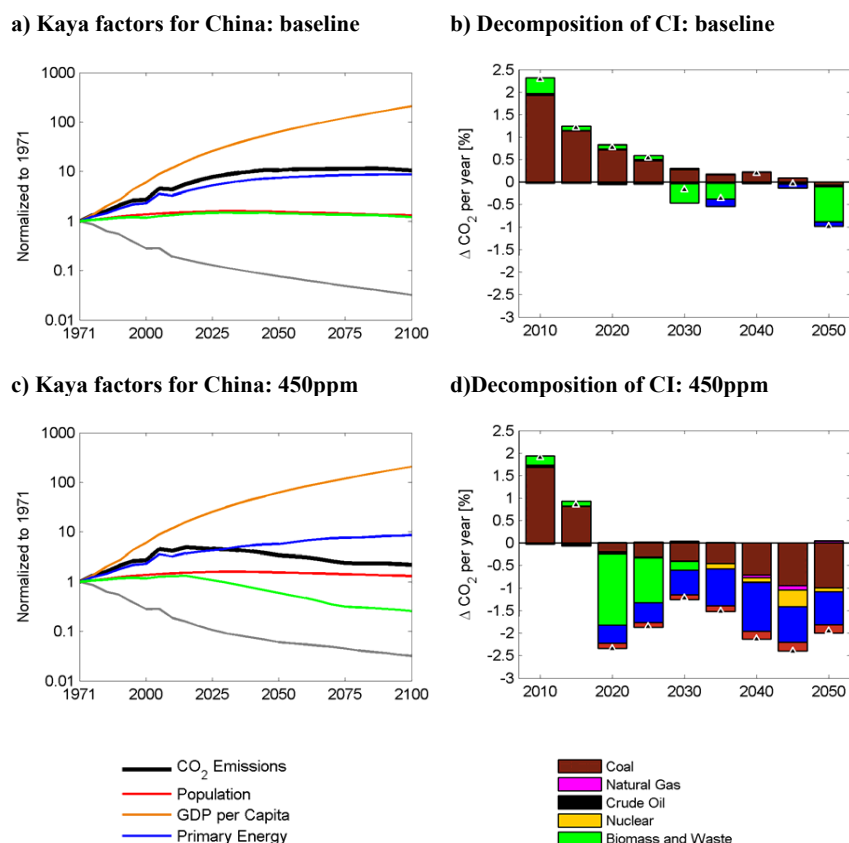 a) Kaya factors for China: baseline
b) Decomposition of CI: baseline
1000
100
10
1
0.1
0.01
Normalized to 1971
1971 2000 2025 2050 2075 2100
2.5
2
1.5
1
0.5
0
-0.5
-1
-1.5
-2
-2.5
-3
Δ CO2 per year [%]
2010 2020 2030 2040 2050
c) Kaya factors for China: 450ppm
d)Decomposition of CI: 450ppm
1000
100
10
1
0.1
0.01
Normalized to 1971
1971 2000 2025 2050 2075 2100
2.5
2
1.5
1
0.5
0
-0.5
-1
-1.5
-2
-2.5
-3
Δ CO2 per year [%]
2010 2020 2030 2040 2050
CO2 Emissions
Population
GDP per Capita
Primary Energy
Coal
Natural Gas
Crude Oil
Nuclear
Biomass and Waste